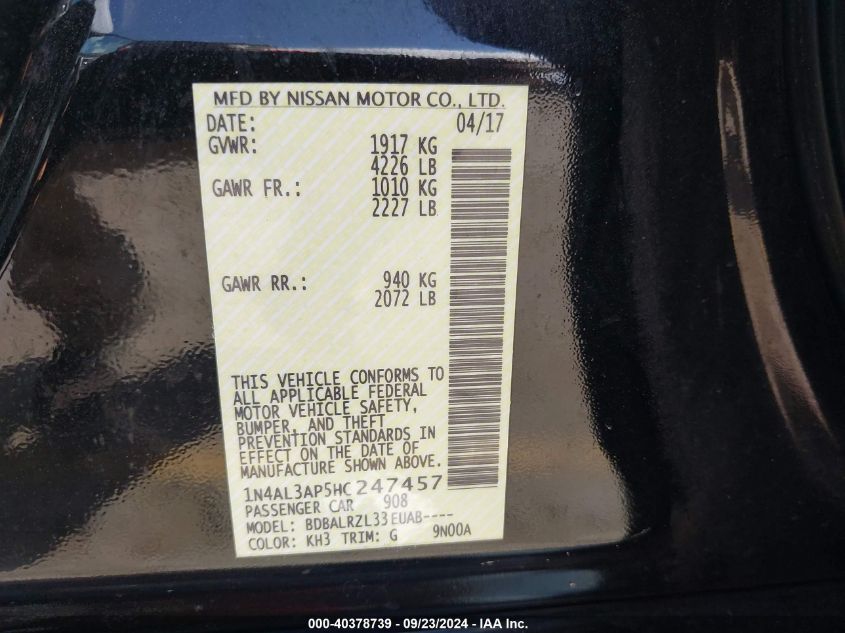 MFD BY NISSAN MOTOR CO., LTD.
DATE: 04/17
GVWR: 1917 KG
4226 LB
GAWR FR.: 1010 KG
2227 LB
GAWR RR.: 940 KG
2072 LB
THIS VEHICLE CONFORMS TO
ALL APPLICABLE FEDERAL
MOTOR VEHICLE SAFETY,
BUMPER, AND THEFT
PREVENTION STANDARDS IN
EFFECT ON THE DATE OF
MANUFACTURE SHOWN ABOVE.
1N4AL3AP5HC247457
PASSENGER CAR 908
MODEL: BDBALRZL33EUAB----
COLOR: KH3 TRIM: G 9N00A
000-40378739 - 09/23/2024 - IAA Inc.